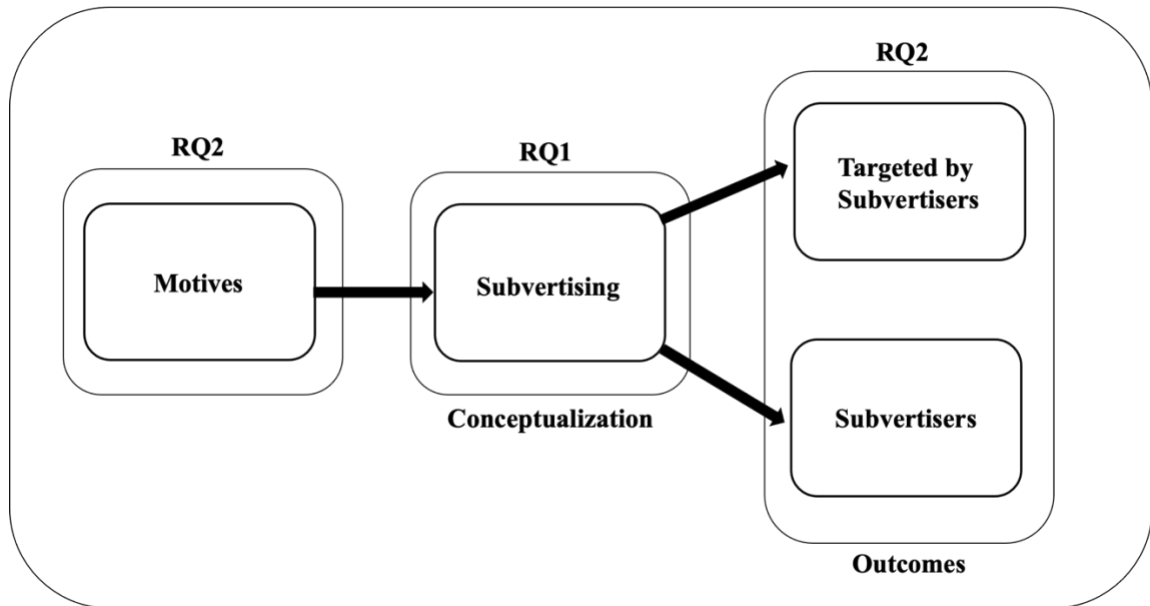 RQ2
Motives
RQ1
Subvertising
Conceptualization
RQ2
Targeted by
Subvertisers
Subvertisers
Outcomes